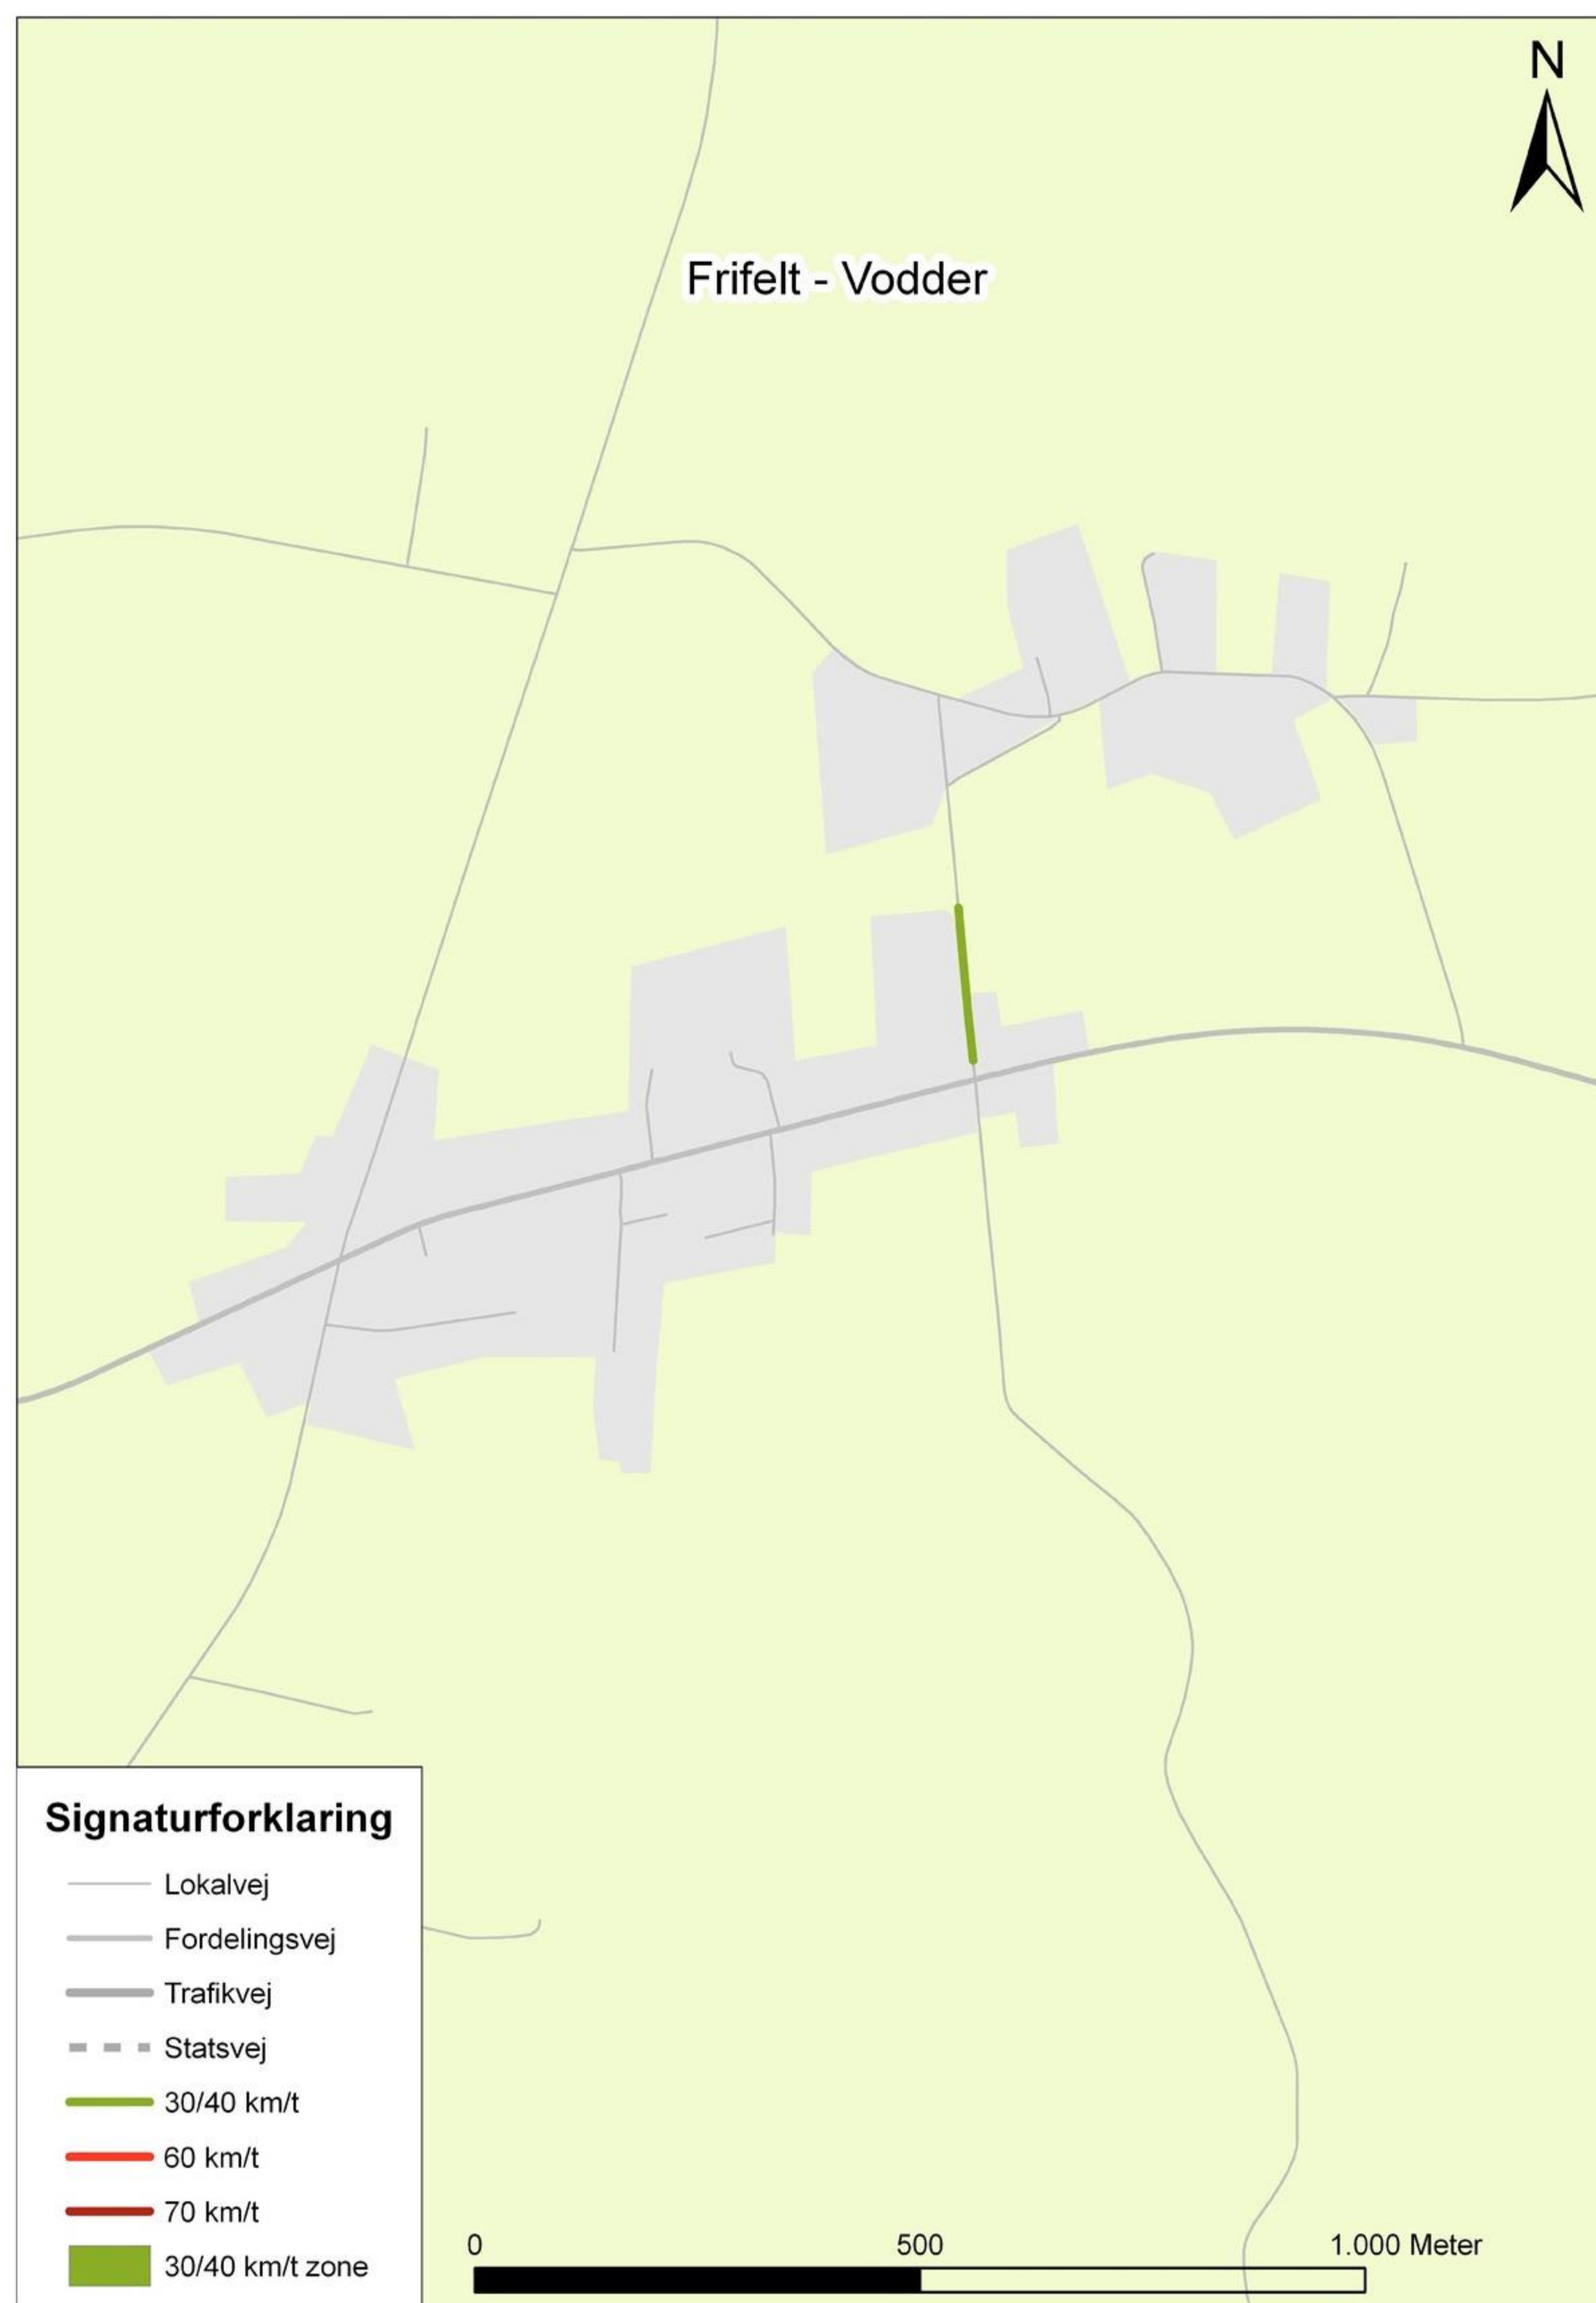 N
Frifelt - Vodder
Signaturforklaring
Lokalvej
Fordelingsvej
Trafikvej
Statsvej
30/40 km/t
60 km/t
70 km/t
30/40 km/t zone
0 500 1.000 Meter